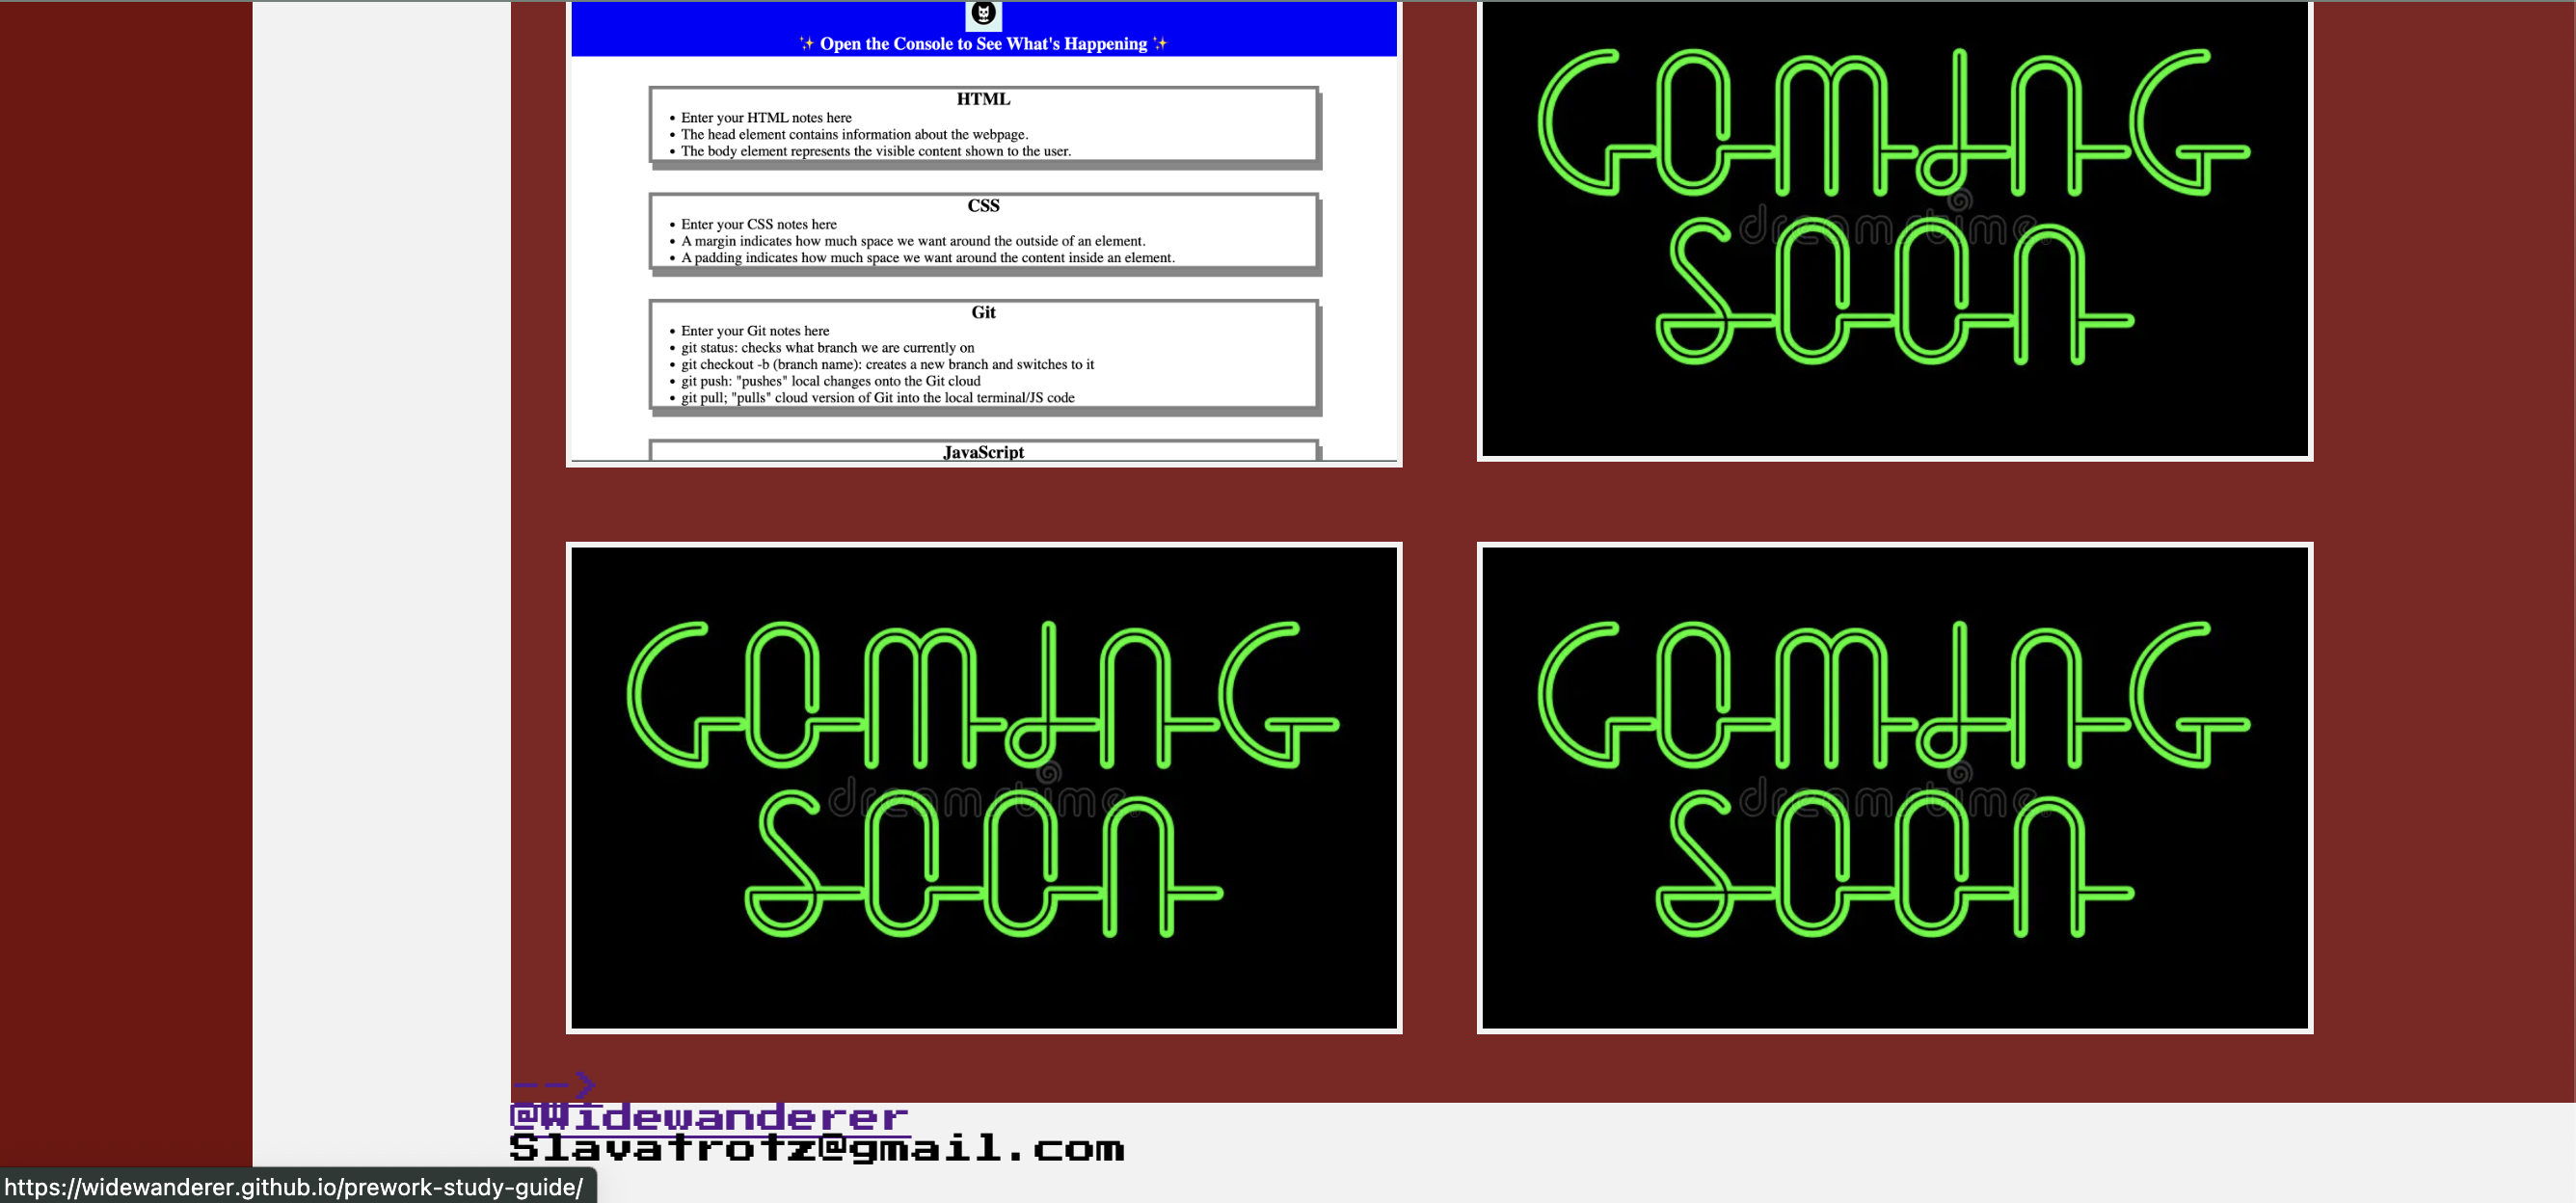 ✨ Open the Console to See What's Happening ✨
HTML
• Enter your HTML notes here
• The head element contains information about the webpage.
• The body element represents the visible content shown to the user.
CSS
• Enter your CSS notes here
• A margin indicates how much space we want around the outside of an element.
• A padding indicates how much space we want around the content inside an element.
Git
• Enter your Git notes here
• git status: checks what branch we are currently on
• git checkout -b (branch name): creates a new branch and switches to it
• git push: "pushes" local changes onto the Git cloud
• git pull; "pulls" cloud version of Git into the local terminal/JS code
JavaScript
COMING
SOON
dreamstime
COMING
SOON
dreamstime
COMING
SOON
dreamstime
-->
@Widewanderer
Slavatrotz@gmail.com
https://widewanderer.github.io/prework-study-guide/